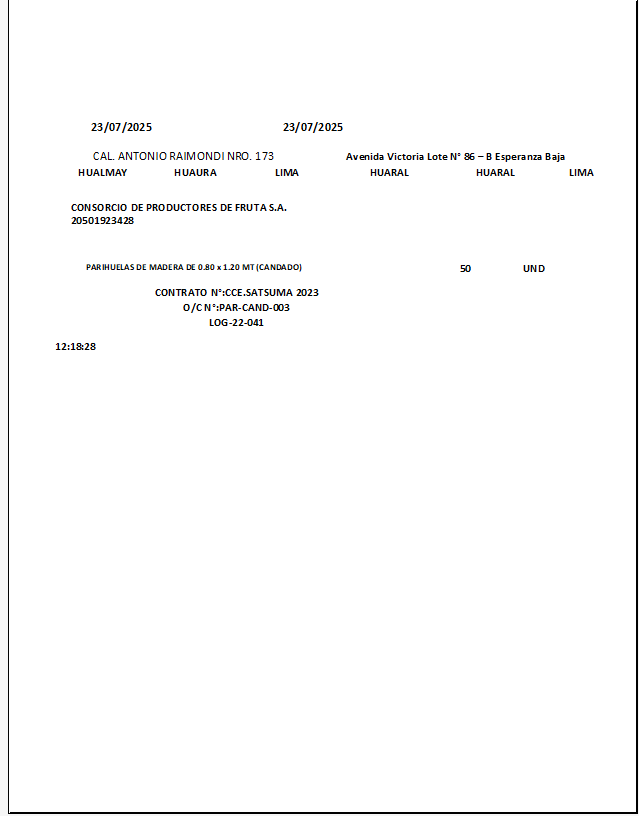 23/07/2025 23/07/2025
CAL. ANTONIO RAIMONDI NRO. 173 Avenida Victoria Lote N° 86 – B Esperanza Baja
HUALMAY HUAURA LIMA HUARAL HUARAL LIMA
CONSORCIO DE PRODUCTORES DE FRUTA S.A.
20501923428
PARIHUELAS DE MADERA DE 0.80 x 1.20 MT (CANDADO) 50 UND
CONTRATO N°:CCE.SATSUMA 2023
O/C N°:PAR-CAND-003
LOG-22-041
12:18:28